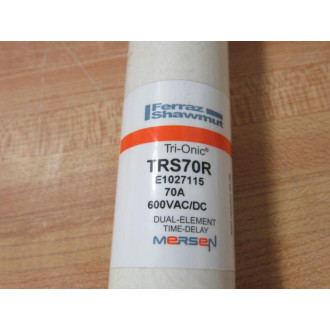 Ferraz
Shawmut
Tri-Onic®
TRS70R
E1027115
70A
600VAC/DC
DUAL-ELEMENT
TIME-DELAY
MERSEN